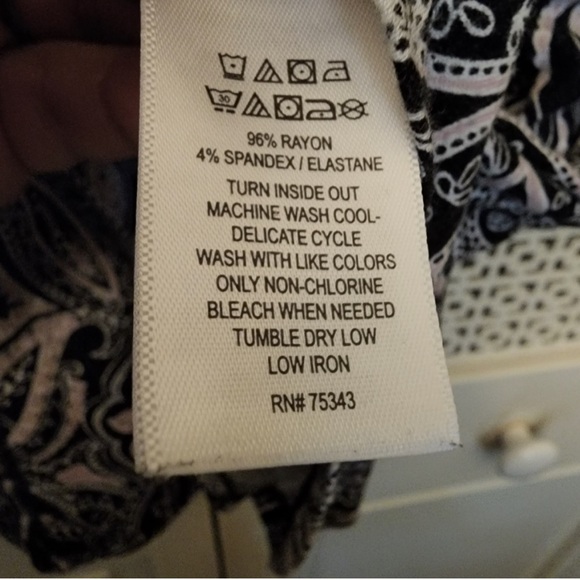 30
96% RAYON
4% SPANDEX / ELASTANE
TURN INSIDE OUT
MACHINE WASH COOL-
DELICATE CYCLE
WASH WITH LIKE COLORS
ONLY NON-CHLORINE
BLEACH WHEN NEEDED
TUMBLE DRY LOW
LOW IRON
RN# 75343